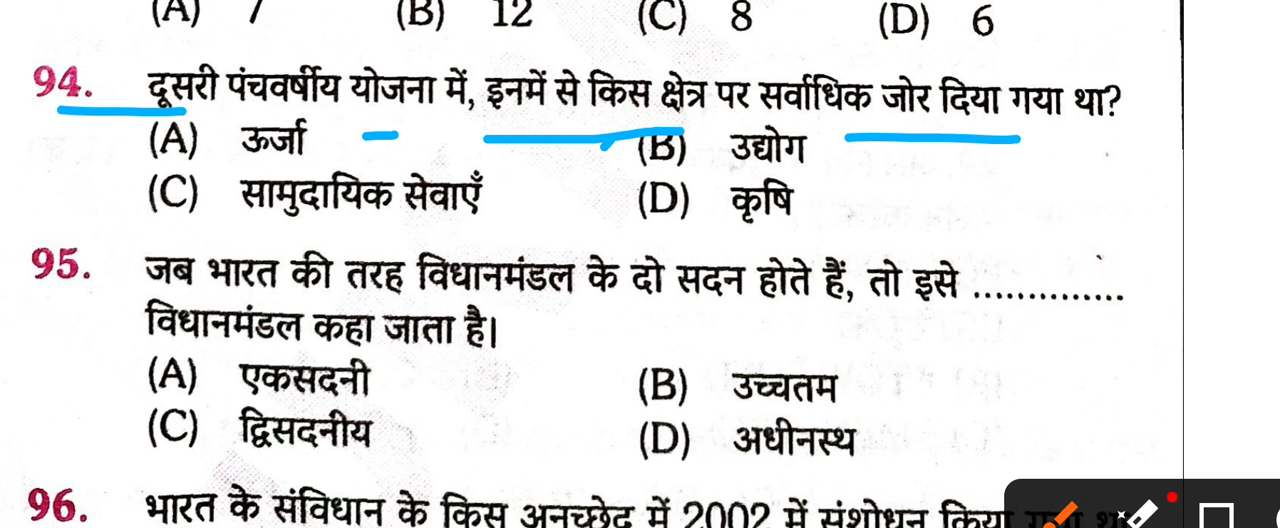 (A) 7 (B) 12 (C) 8 (D) 6
94. दूसरी पंचवर्षीय योजना में, इनमें से किस क्षेत्र पर सर्वाधिक जोर दिया गया था?
(A) ऊर्जा (B) उद्योग
(C) सामुदायिक सेवाएँ (D) कृषि
95. जब भारत की तरह विधानमंडल के दो सदन होते हैं, तो इसे ...............
विधानमंडल कहा जाता है।
(A) एकसदनी (B) उच्चतम
(C) द्विसदनीय (D) अधीनस्थ
96. भारत के संविधान के किस अनुच्छेद में 2002 में संशोधन किया